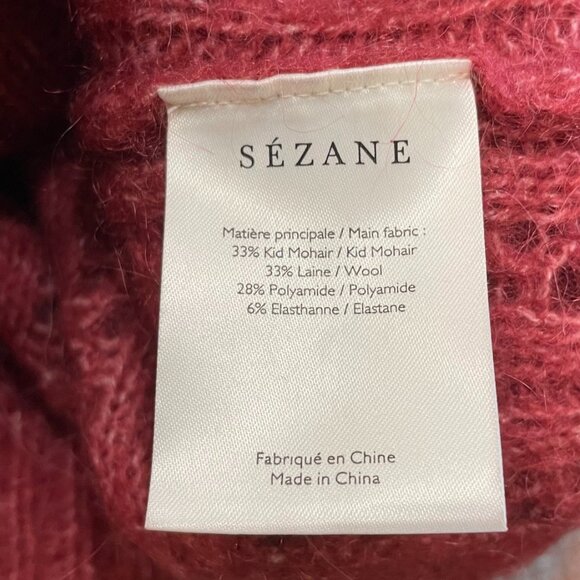 SÉZANE
Matière principale / Main fabric :
33% Kid Mohair / Kid Mohair
33% Laine / Wool
28% Polyamide / Polyamide
6% Elasthanne / Elastane
Fabriqué en Chine
Made in China